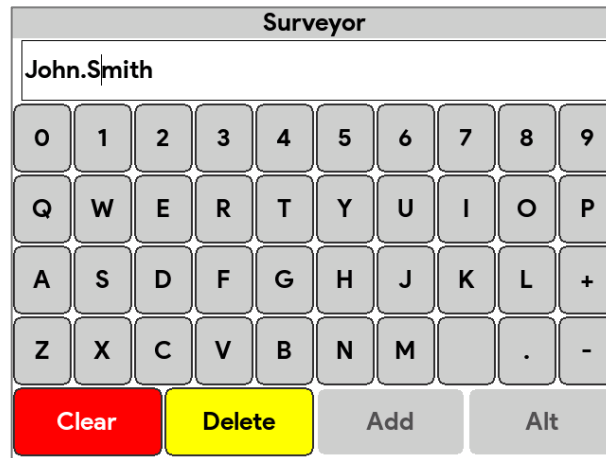 Surveyor
John.Smith
0 1 2 3 4 5 6 7 8 9
Q W E R T Y U I O P
A S D F G H J K L +
Z X C V B N M . -
Clear Delete Add Alt